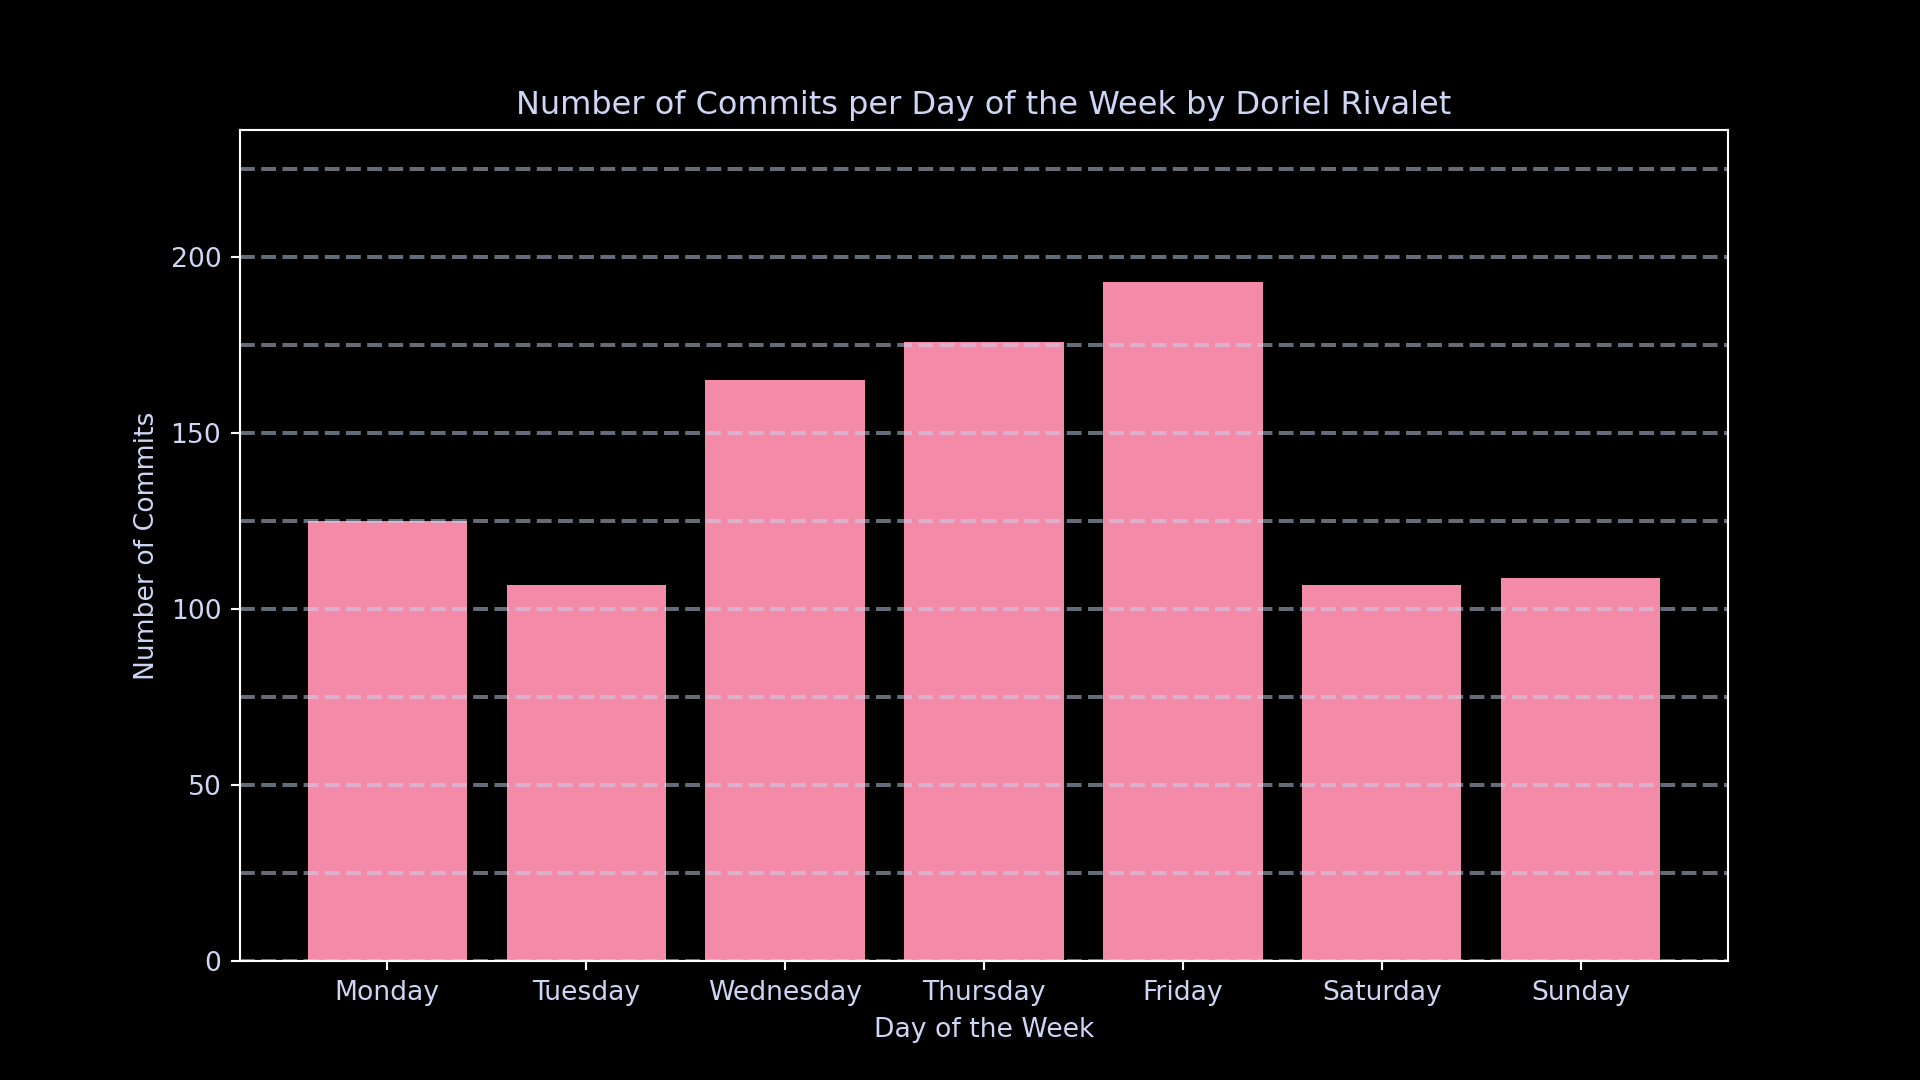 Number of Commits per Day of the Week by Doriel Rivalet
Number of Commits
200
150
100
50
0
Monday Tuesday Wednesday Thursday Friday Saturday Sunday
Day of the Week